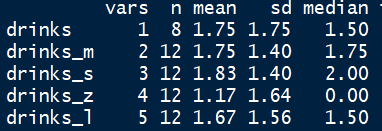 vars n mean sd median
drinks 1 8 1.75 1.75 1.50
drinks_m 2 12 1.75 1.40 1.75
drinks_s 3 12 1.83 1.40 2.00
drinks_z 4 12 1.17 1.64 0.00
drinks_l 5 12 1.67 1.56 1.50